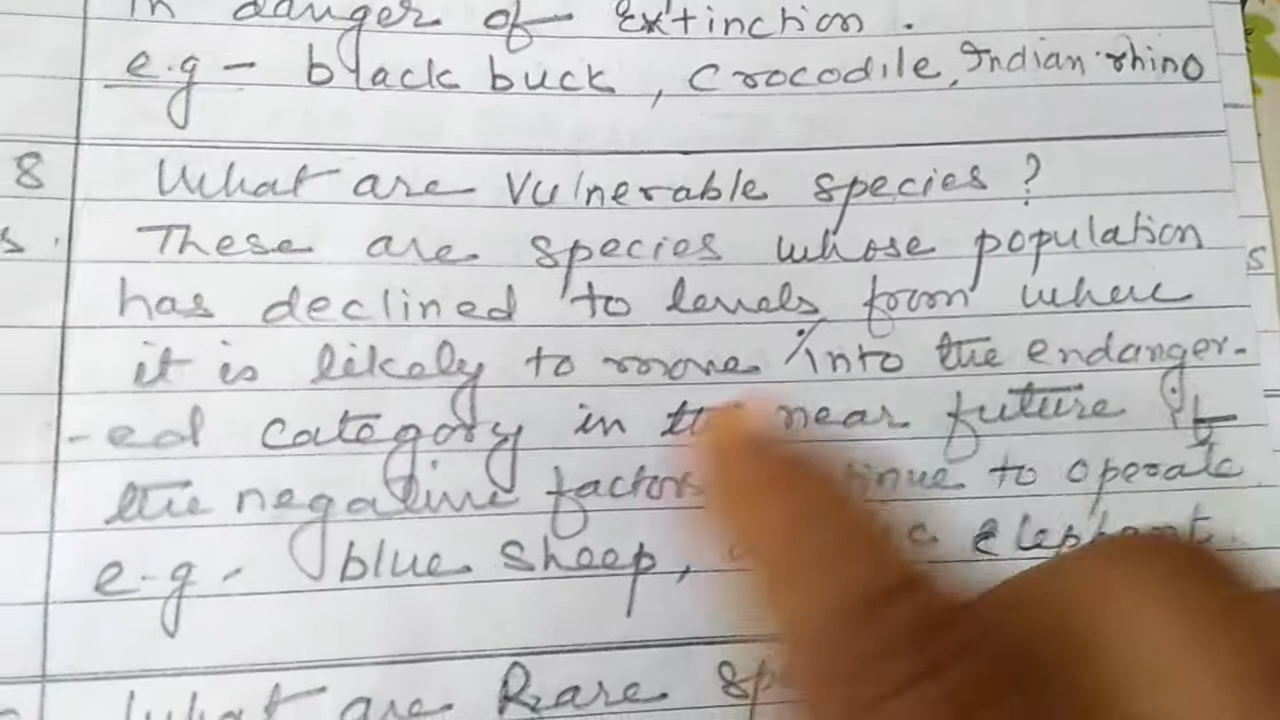 in danger of extinction.
e.g - black buck, Crocodile, Indian rhino
8 What are Vulnerable species?
s. These are species whose population
has declined to levels from where
it is likely to move into the endanger-
-ed category in near future if
the negative factors to operate
e.g - blue sheep, elephant.
What are Rare